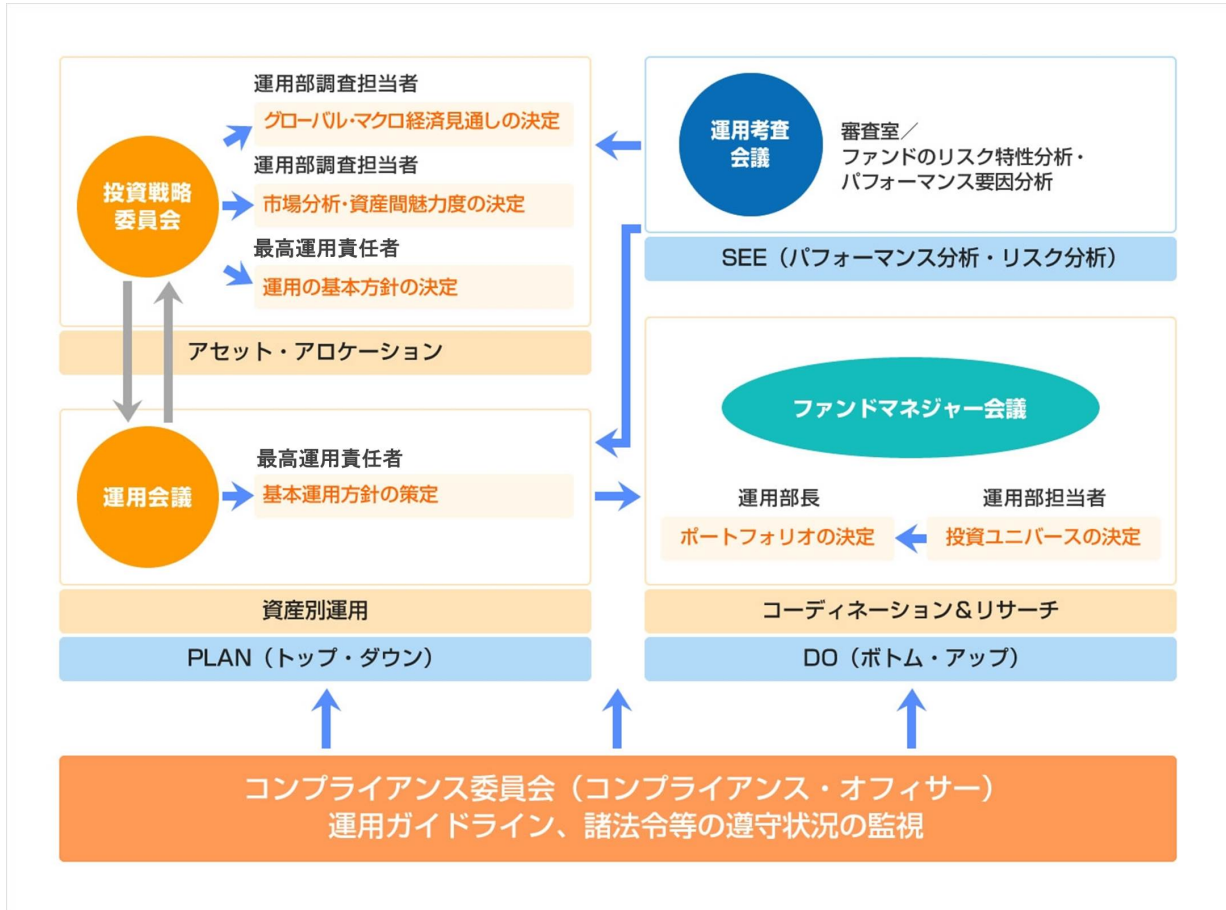 運用部調査担当者
グローバル・マクロ経済見通しの決定
運用部調査担当者
市場分析・資産間魅力度の決定
最高運用責任者
運用の基本方針の決定
投資戦略
委員会
アセット・アロケーション
運用会議
最高運用責任者
基本運用方針の策定
資産別運用
PLAN（トップ・ダウン）
運用考査
会議
審査室／
ファンドのリスク特性分析・
パフォーマンス要因分析
SEE（パフォーマンス分析・リスク分析）
ファンドマネジャー会議
運用部長
ポートフォリオの決定
運用部担当者
投資ユニバースの決定
コーディネーション＆リサーチ
DO（ボトム・アップ）
コンプライアンス委員会（コンプライアンス・オフィサー）
運用ガイドライン、諸法令等の遵守状況の監視